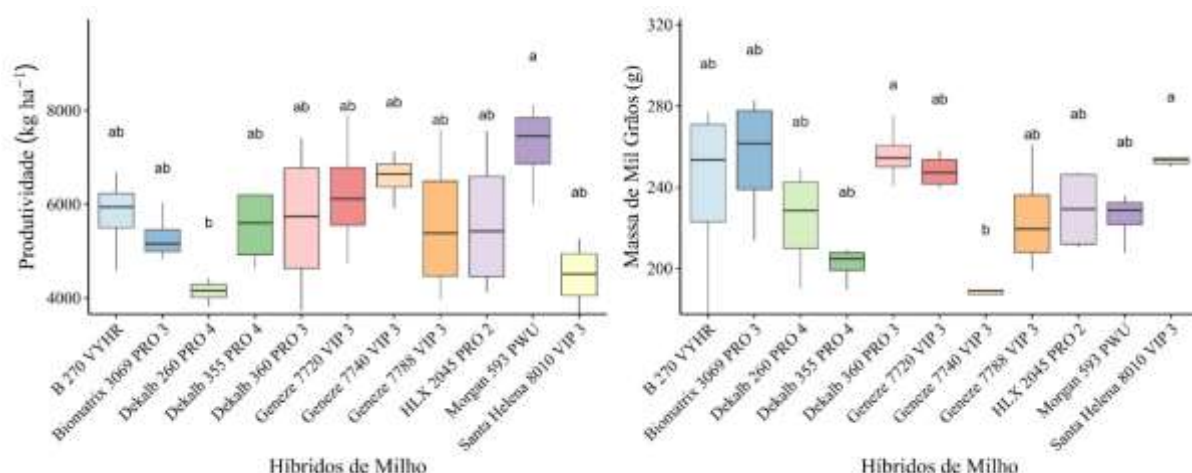 Produtividade (kg ha⁻¹)
8000
6000
4000
ab
ab
b
ab
ab
ab
ab
ab
ab
a
ab
B 270 VYHR
Biomatrix 3069 PRO 3
Dekalb 260 PRO 4
Dekalb 355 PRO 4
Dekalb 360 PRO 3
Geneze 7720 VIP 3
Geneze 7740 VIP 3
Geneze 7788 VIP 3
HLX 2045 PRO 2
Morgan 593 PWU
Santa Helena 8010 VIP 3
Híbridos de Milho
Massa de Mil Grãos (g)
320
280
240
200
ab
ab
ab
ab
a
ab
b
ab
ab
ab
a
B 270 VYHR
Biomatrix 3069 PRO 3
Dekalb 260 PRO 4
Dekalb 355 PRO 4
Dekalb 360 PRO 3
Geneze 7720 VIP 3
Geneze 7740 VIP 3
Geneze 7788 VIP 3
HLX 2045 PRO 2
Morgan 593 PWU
Santa Helena 8010 VIP 3
Híbridos de Milho